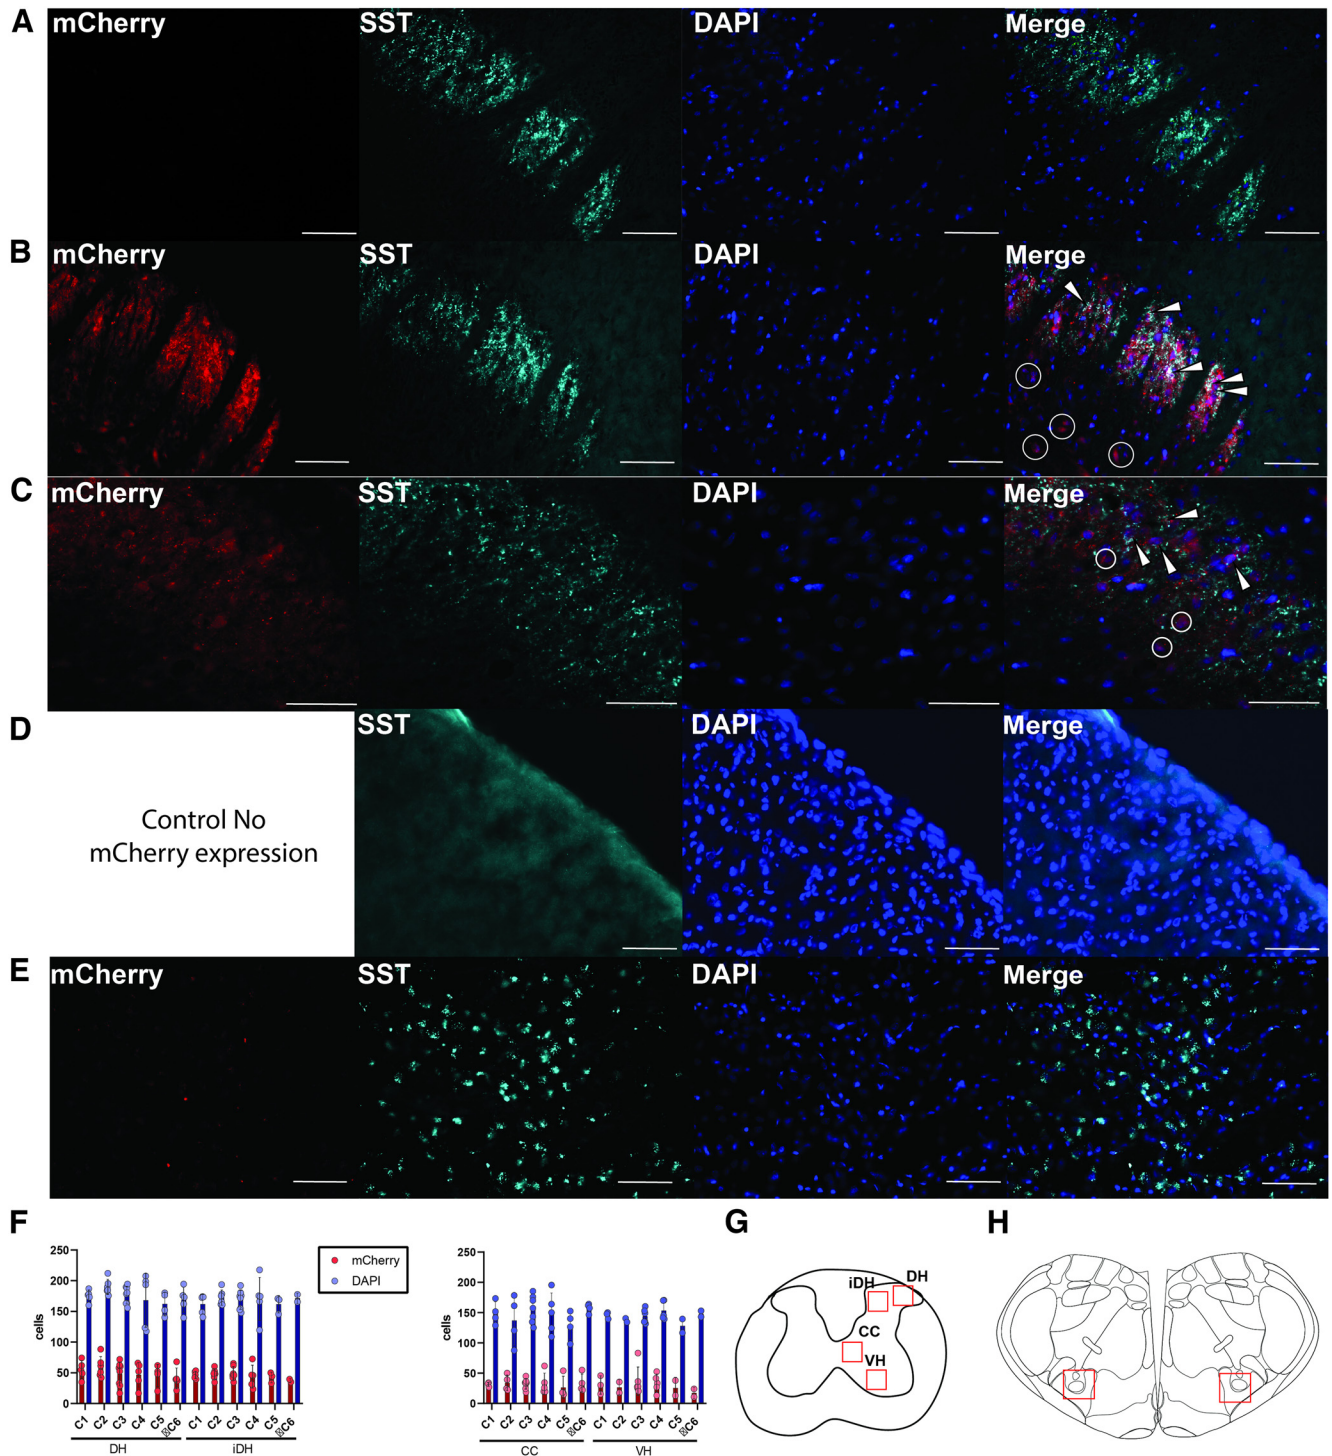 A
mCherry
SST
DAPI
Merge
B
mCherry
SST
DAPI
Merge
C
mCherry
SST
DAPI
Merge
D
Control No
mCherry expression
SST
DAPI
Merge
E
mCherry
SST
DAPI
Merge
F
250
200
150
100
50
0
cells
C1
C2
C3
C4
C5
C6
C1
C2
C3
C4
C5
C6
DH
iDH
mCherry
DAPI
250
200
150
100
50
0
cells
C1
C2
C3
C4
C5
C6
C1
C2
C3
C4
C5
C6
CC
VH
G
iDH
DH
CC
VH
H